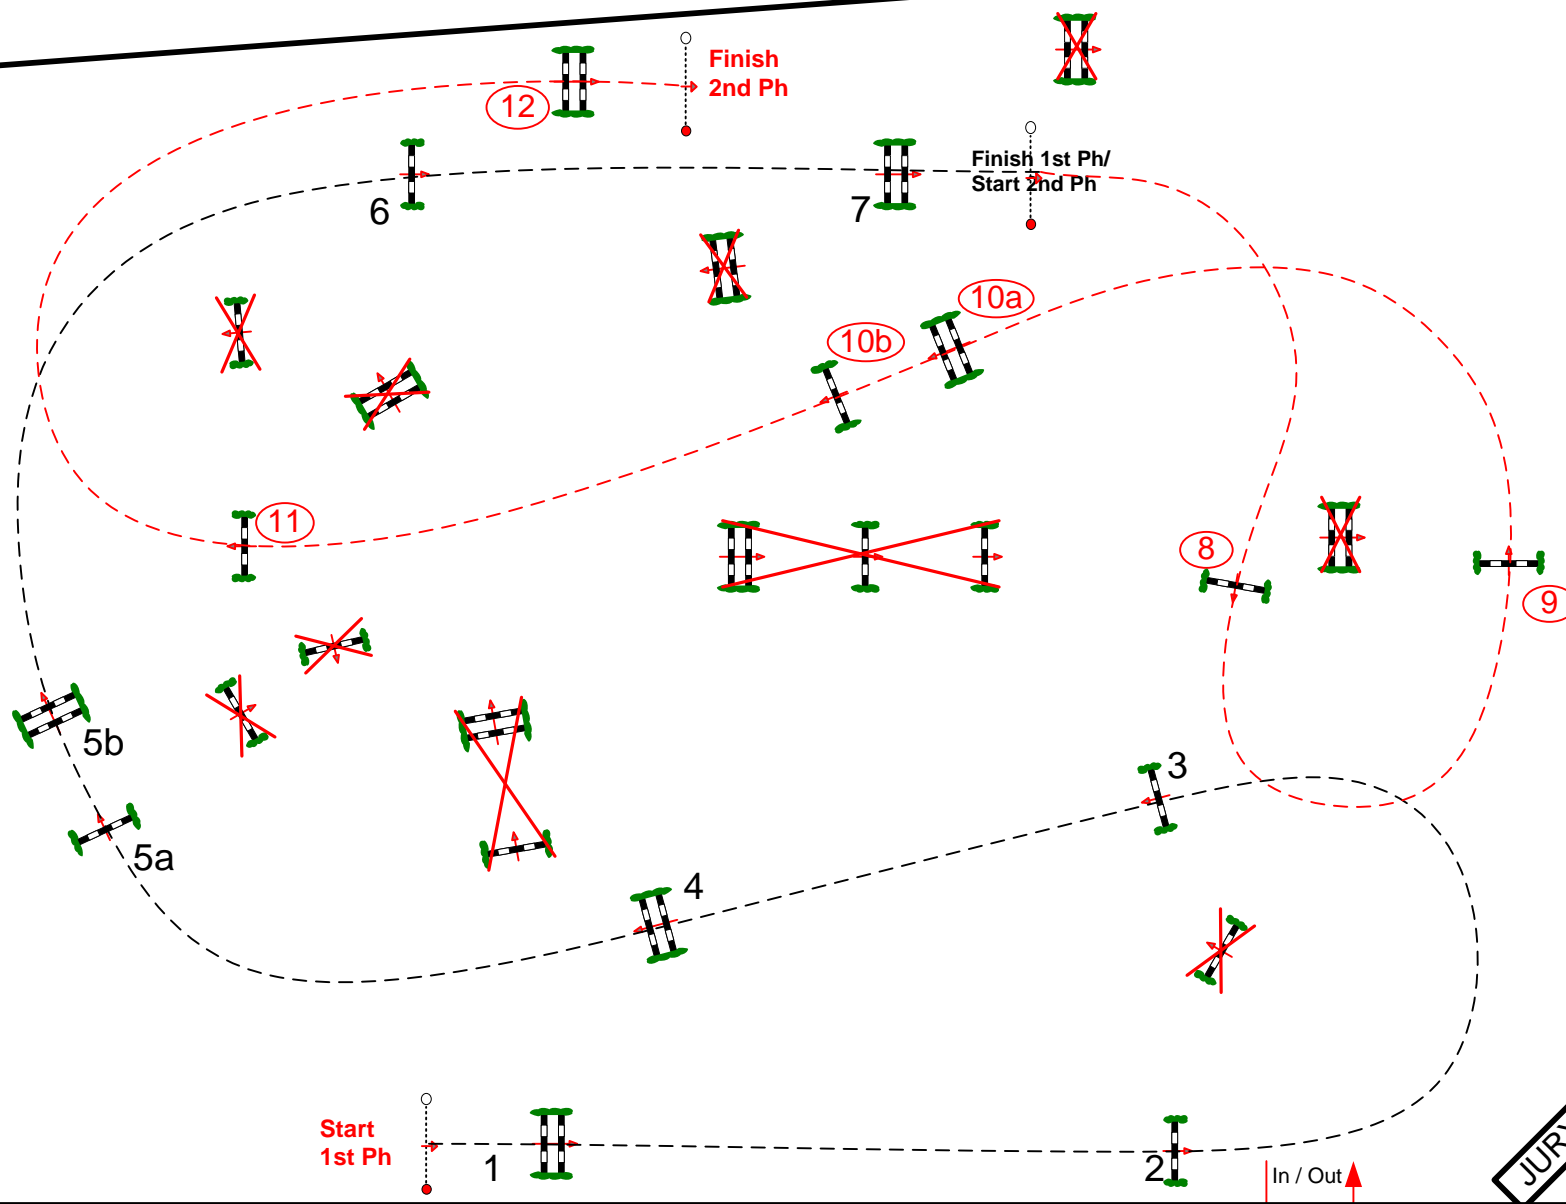 Finish
2nd Ph
12
Finish 1st Ph/
Start 2nd Ph
6
7
10a
10b
11
8
9
5b
5a
3
4
Start
1st Ph
1
2
In / Out
JURY